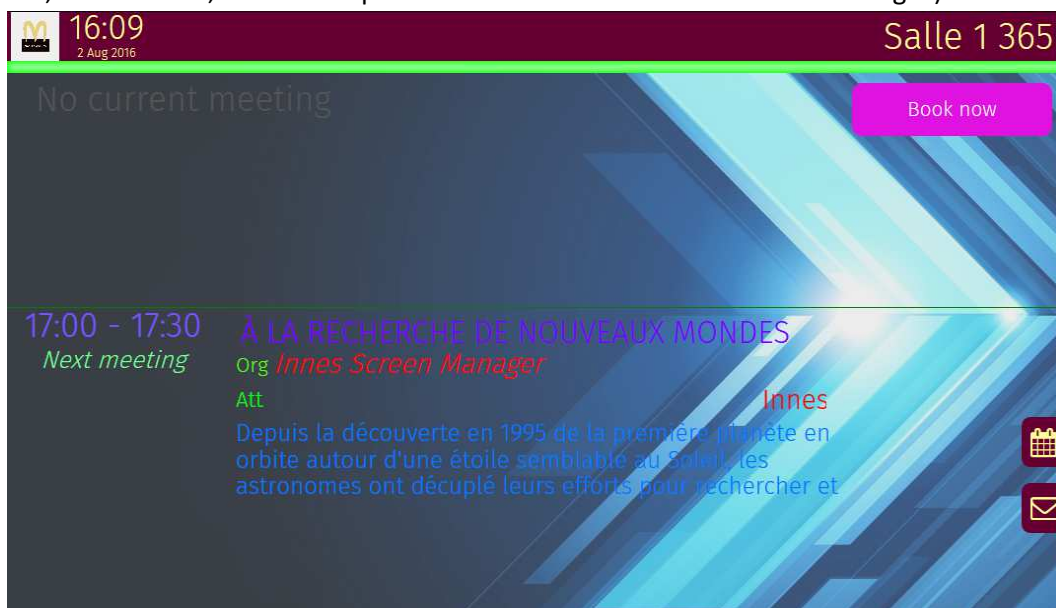 16:09
2 Aug 2016
Salle 1 365
No current meeting
Book now
17:00 - 17:30
Next meeting
À LA RECHERCHE DE NOUVEAUX MONDES
Org Innes Screen Manager
Att Innes
Depuis la découverte en 1995 de la première planète en
orbite autour d'une étoile semblable au Soleil, les
astronomes ont décuplé leurs efforts pour rechercher et